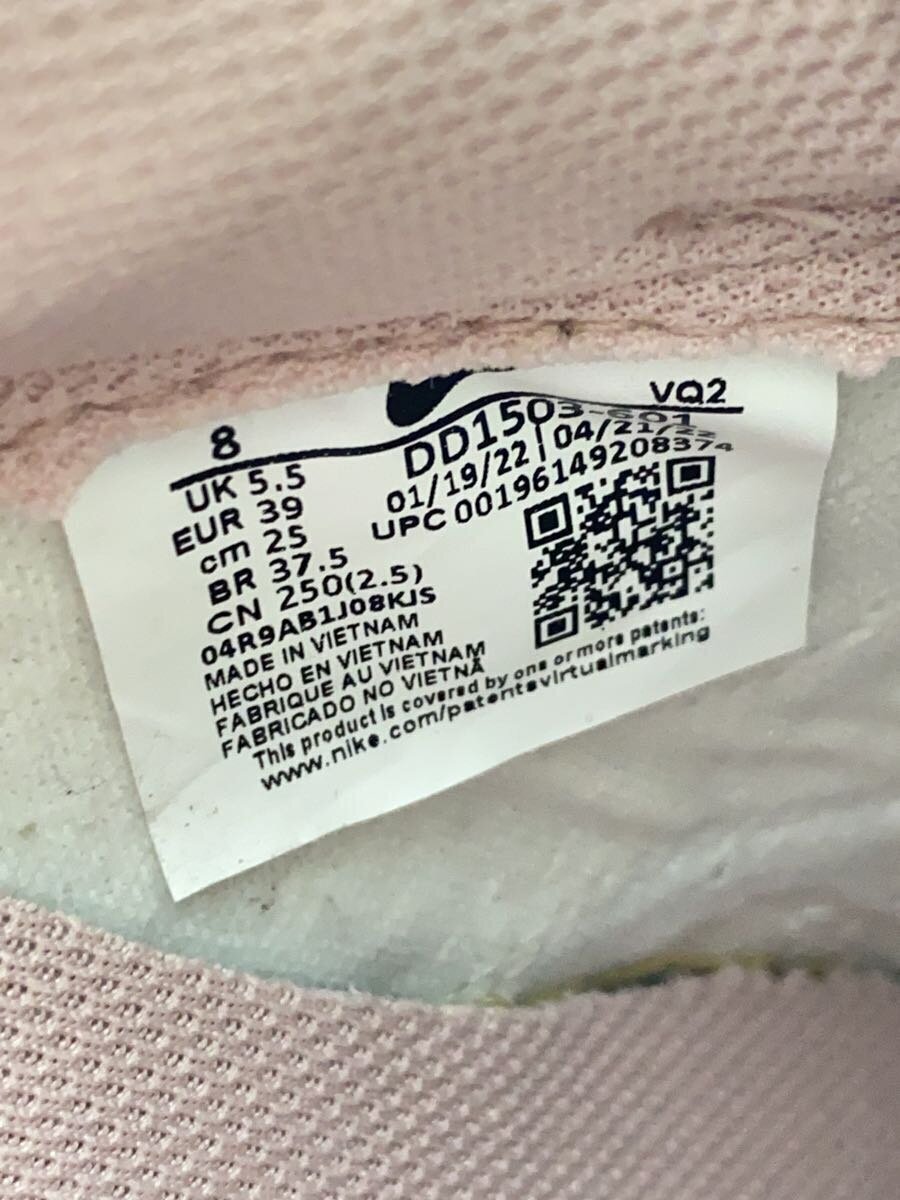 8
UK 5.5
EUR 39
cm 25
BR 37.5
CN 250(2.5)
04R9AB1J08KJS
MADE IN VIETNAM
HECHO EN VIETNAM
FABRIQUE AU VIETNAM
FABRICADO NO VIETNÃ
This product is covered by one or more patents:
www.nike.com/patentsvirtualmarking
VQ2
DD1503-601
01/19/22 | 04/21/22
UPC 00196149208374